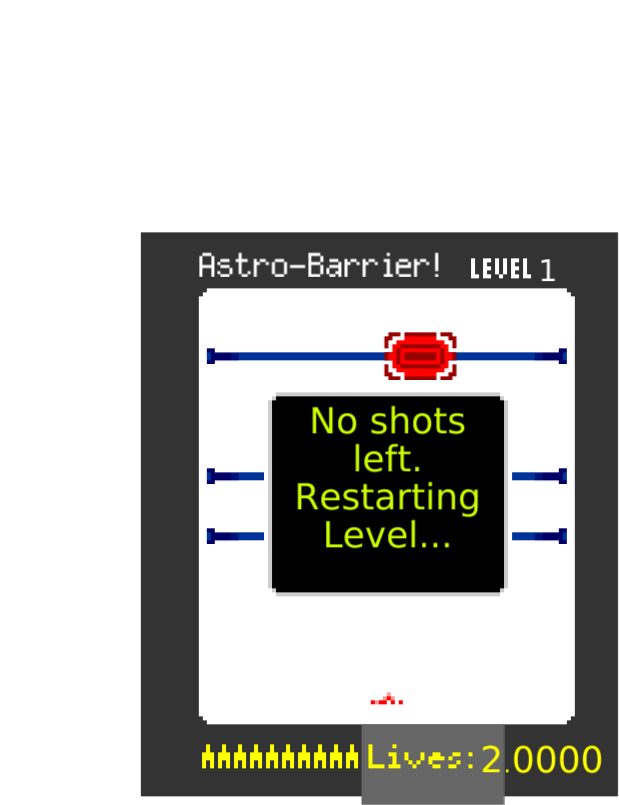 Astro-Barrier! LEVEL 1
No shots
left.
Restarting
Level...
Lives:2.0000